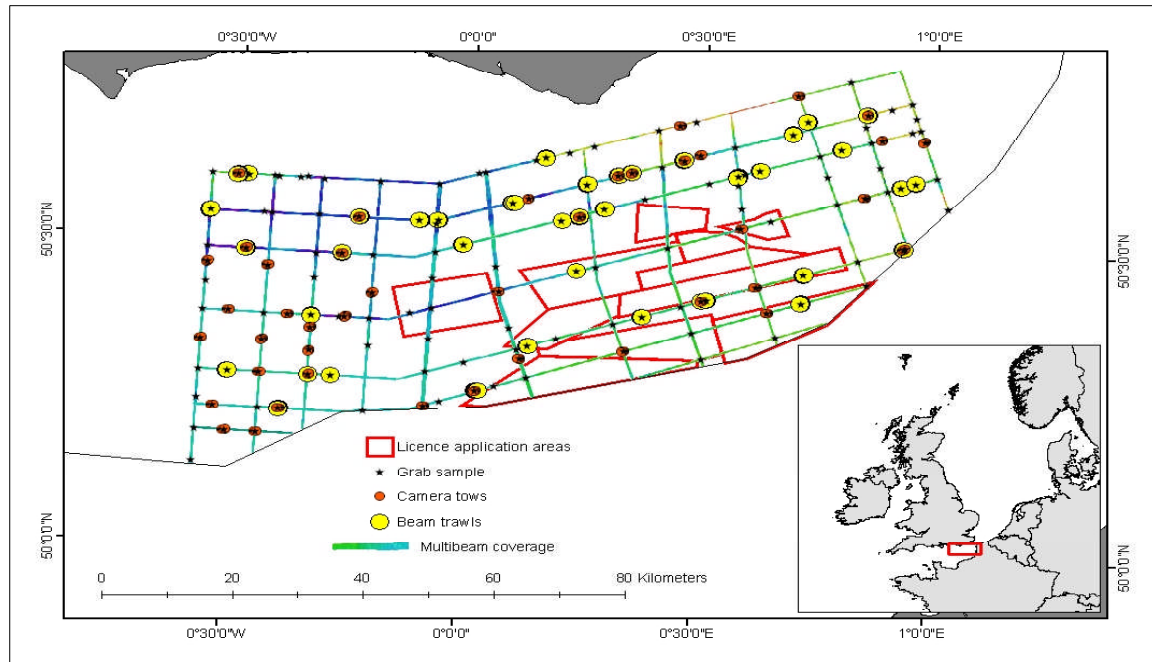 0°30'0"W 0°0'0" 0°30'0"E 1°0'0"E
50°30'0"N
50°30'0"N
Licence application areas
Grab sample
Camera tows
50°0'0"N
Beam trawls
Multibeam coverage
50°0'0"N
0 20 40 60 80 Kilometers
0°30'0"W 0°0'0" 0°30'0"E 1°0'0"E